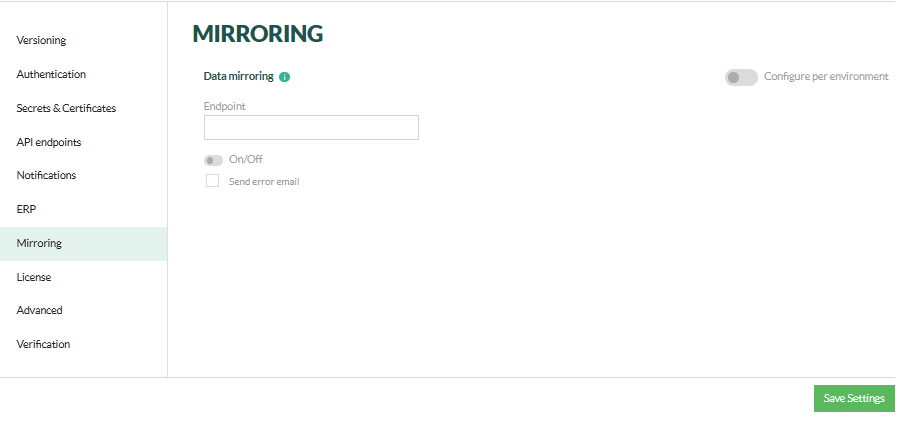 Versioning
Authentication
Secrets & Certificates
API endpoints
Notifications
ERP
Mirroring
License
Advanced
Verification
MIRRORING
Data mirroring i
Configure per environment
Endpoint
On/Off
Send error email
Save Settings